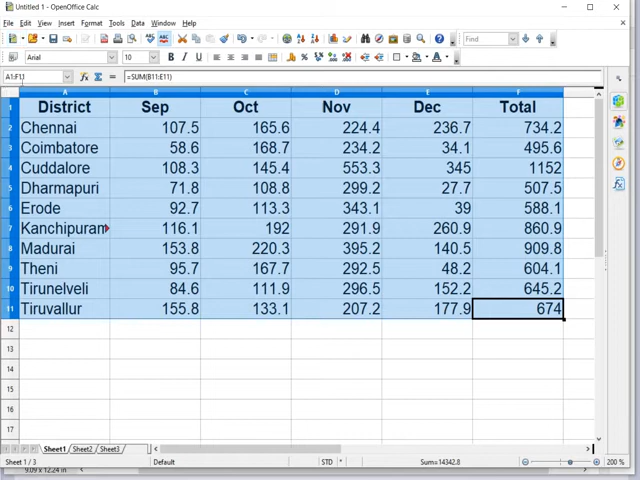 Untitled 1 - OpenOffice Calc
File Edit View Insert Format Tools Data Window Help
Find
Arial 10
A1:F11 =SUM(B11:E11)
A B C D E F
1 District Sep Oct Nov Dec Total
2 Chennai 107.5 165.6 224.4 236.7 734.2
3 Coimbatore 58.6 168.7 234.2 34.1 495.6
4 Cuddalore 108.3 145.4 553.3 345 1152
5 Dharmapuri 71.8 108.8 299.2 27.7 507.5
6 Erode 92.7 113.3 343.1 39 588.1
7 Kanchipuram 116.1 192 291.9 260.9 860.9
8 Madurai 153.8 220.3 395.2 140.5 909.8
9 Theni 95.7 167.7 292.5 48.2 604.1
10 Tirunelveli 84.6 111.9 296.5 152.2 645.2
11 Tiruvallur 155.8 133.1 207.2 177.9 674
12
13
14
15
16
17
Sheet1 Sheet2 Sheet3
Sheet 1 / 3 Default STD * Sum=14342.8 200 %
9.09 x 12.24 in